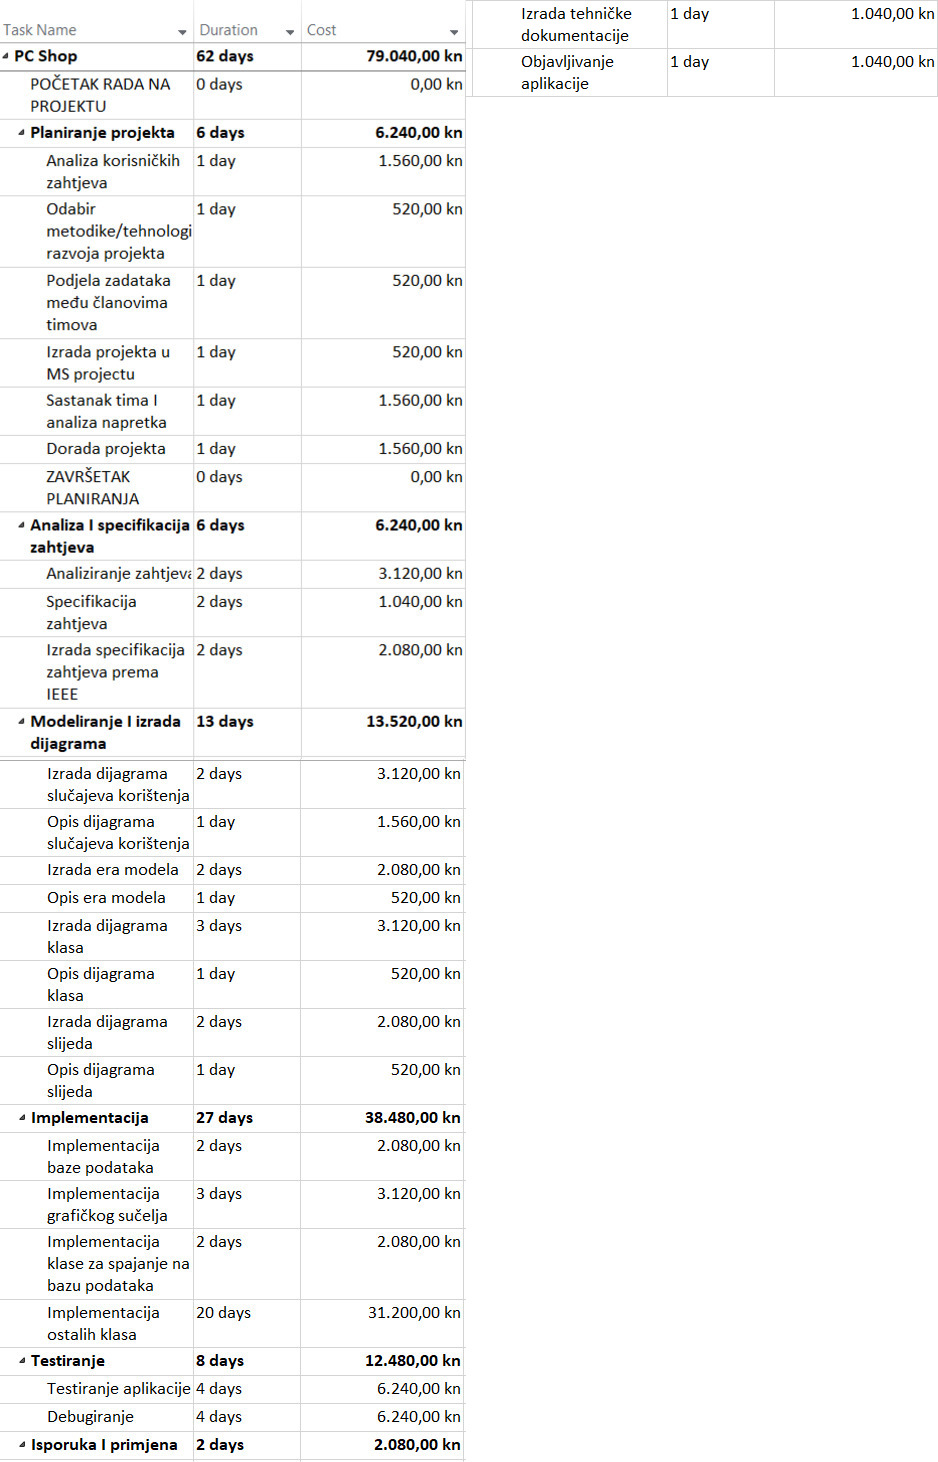 Task Name Duration Cost
PC Shop 62 days 79.040,00 kn
POČETAK RADA NA 0 days 0,00 kn
PROJEKTU
Planiranje projekta 6 days 6.240,00 kn
Analiza korisničkih 1 day 1.560,00 kn
zahtjeva
Odabir 1 day 520,00 kn
metodike/tehnologi
razvoja projekta
Podjela zadataka 1 day 520,00 kn
među članovima
timova
Izrada projekta u 1 day 520,00 kn
MS projectu
Sastanak tima I 1 day 1.560,00 kn
analiza napretka
Dorada projekta 1 day 1.560,00 kn
ZAVRŠETAK 0 days 0,00 kn
PLANIRANJA
Analiza I specifikacija 6 days 6.240,00 kn
zahtjeva
Analiziranje zahtjeva 2 days 3.120,00 kn
Specifikacija 2 days 1.040,00 kn
zahtjeva
Izrada specifikacija 2 days 2.080,00 kn
zahtjeva prema
IEEE
Modeliranje I izrada 13 days 13.520,00 kn
dijagrama
Izrada dijagrama 2 days 3.120,00 kn
slučajeva korištenja
Opis dijagrama 1 day 1.560,00 kn
slučajeva korištenja
Izrada era modela 2 days 2.080,00 kn
Opis era modela 1 day 520,00 kn
Izrada dijagrama 3 days 3.120,00 kn
klasa
Opis dijagrama 1 day 520,00 kn
klasa
Izrada dijagrama 2 days 2.080,00 kn
slijeda
Opis dijagrama 1 day 520,00 kn
slijeda
Implementacija 27 days 38.480,00 kn
Implementacija 2 days 2.080,00 kn
baze podataka
Implementacija 3 days 3.120,00 kn
grafičkog sučelja
Implementacija 2 days 2.080,00 kn
klase za spajanje na
bazu podataka
Implementacija 20 days 31.200,00 kn
ostalih klasa
Testiranje 8 days 12.480,00 kn
Testiranje aplikacije 4 days 6.240,00 kn
Debugiranje 4 days 6.240,00 kn
Isporuka I primjena 2 days 2.080,00 kn
Izrada tehničke 1 day 1.040,00 kn
dokumentacije
Objavljivanje 1 day 1.040,00 kn
aplikacije